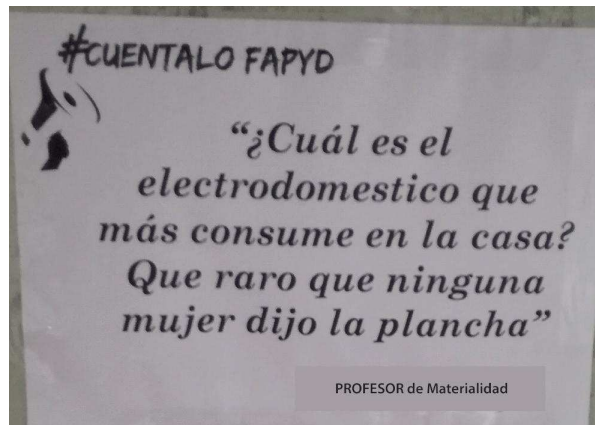 #CUENTALO FAPYD
“¿Cuál es el
electrodomestico que
más consume en la casa?
Que raro que ninguna
mujer dijo la plancha”
PROFESOR de Materialidad